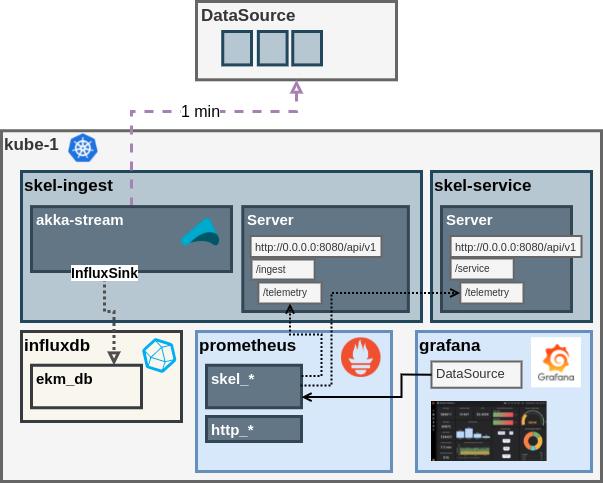 DataSource
1 min
kube-1
skel-ingest
akka-stream
InfluxSink
Server
http://0.0.0.0:8080/api/v1
/ingest
/telemetry
skel-service
Server
http://0.0.0.0:8080/api/v1
/service
/telemetry
influxdb
ekm_db
prometheus
skel_*
http_*
grafana
DataSource
Grafana